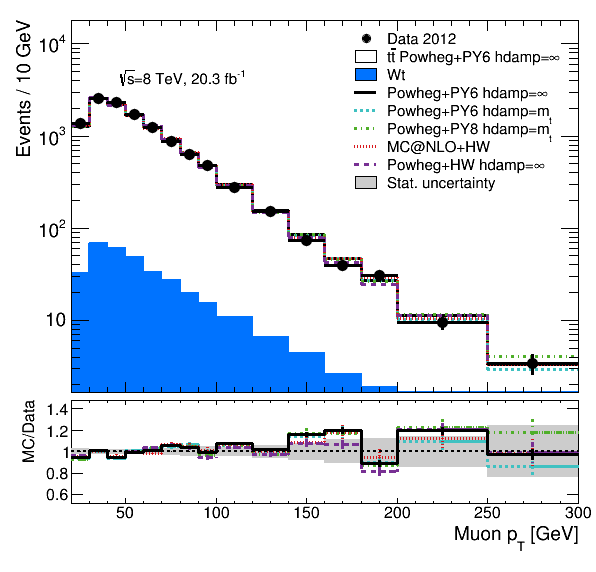 Events / 10 GeV
10⁴
10³
10²
10
√s=8 TeV, 20.3 fb⁻¹
Data 2012
tt̄ Powheg+PY6 hdamp=∞
Wt
Powheg+PY6 hdamp=∞
Powheg+PY6 hdamp=mₜ
Powheg+PY8 hdamp=mₜ
MC@NLO+HW
Powheg+HW hdamp=∞
Stat. uncertainty
MC/Data
1.4
1.2
1
0.8
0.6
50 100 150 200 250 300
Muon p_T [GeV]